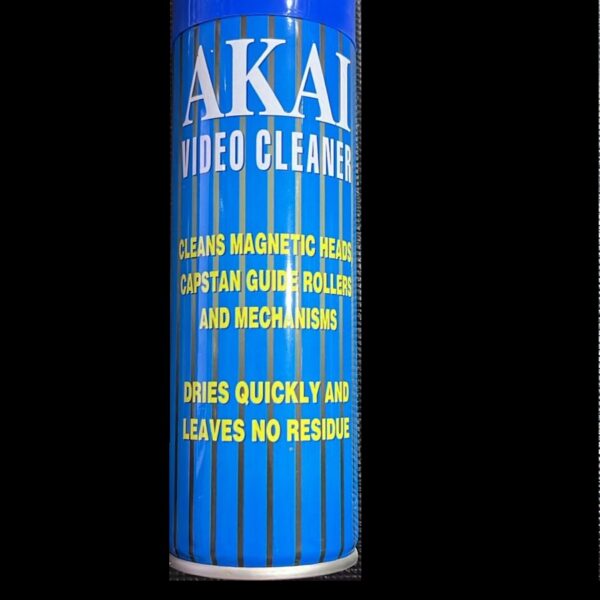 AKAI
VIDEO CLEANER
CLEANS MAGNETIC HEADS
CAPSTAN GUIDE ROLLERS
AND MECHANISMS
DRIES QUICKLY AND
LEAVES NO RESIDUE